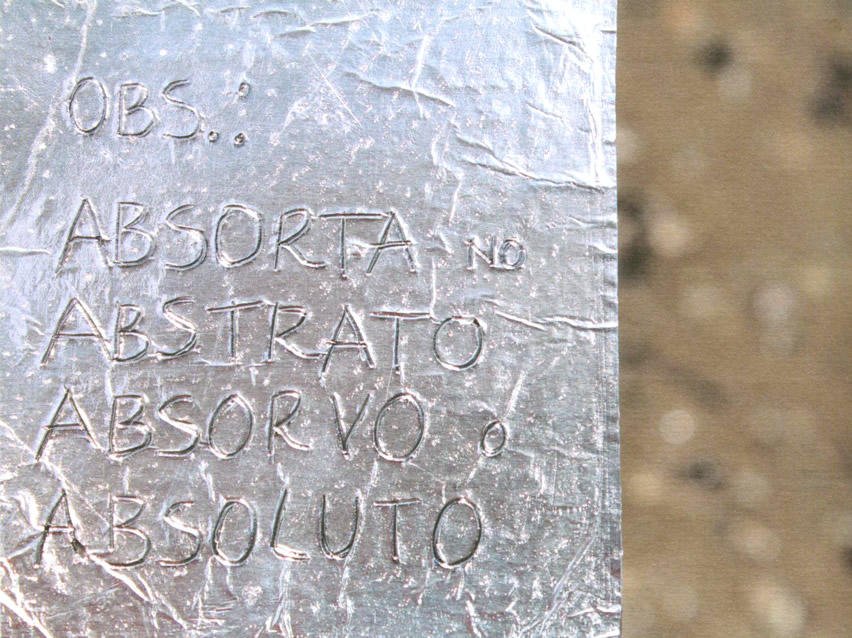 OBS.:
ABSORTA NO
ABSTRATO
ABSORVO O
ABSOLUTO